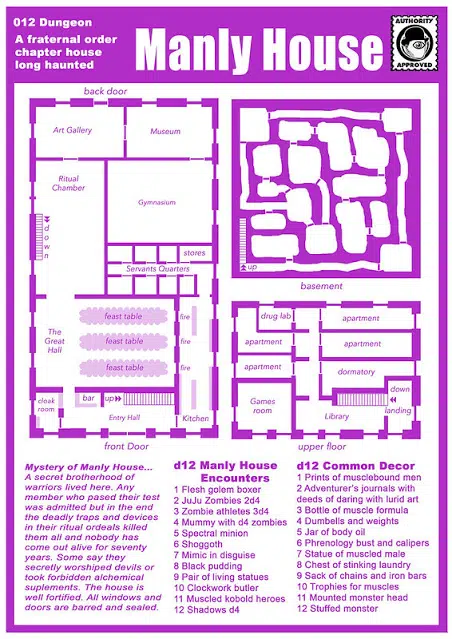 012 Dungeon
A fraternal order
chapter house
long haunted
Manly House
AUTHORITY
APPROVED
back door
Art Gallery
Museum
Ritual
Chamber
Gymnasium
down
stores
Servants Quarters
feast table
fire
feast table
fire
feast table
fire
The
Great
Hall
cloak
room
bar
up
Entry Hall
Kitchen
front Door
up
basement
drug lab
apartment
apartment
apartment
apartment
dormatory
Games
room
Library
down
landing
upper floor
Mystery of Manly House...
A secret brotherhood of
warriors lived here. Any
member who pased their test
was admitted but in the end
the deadly traps and devices
in their ritual ordeals killed
them all and nobody has
come out alive for seventy
years. Some say they
secretly worshiped devils or
took forbidden alchemical
suplements. The house is
well fortified. All windows and
doors are barred and sealed.
d12 Manly House
Encounters
1 Flesh golem boxer
2 JuJu Zombies 2d4
3 Zombie athletes 3d4
4 Mummy with d4 zombies
5 Spectral minion
6 Shoggoth
7 Mimic in disguise
8 Black pudding
9 Pair of living statues
10 Clockwork butler
11 Muscled kobold heroes
12 Shadows d4
d12 Common Decor
1 Prints of musclebound men
2 Adventurer's journals with
deeds of daring with lurid art
3 Bottle of muscle formula
4 Dumbells and weights
5 Jar of body oil
6 Phrenology bust and calipers
7 Statue of muscled male
8 Chest of stinking laundry
9 Sack of chains and iron bars
10 Trophies for muscles
11 Mounted monster head
12 Stuffed monster